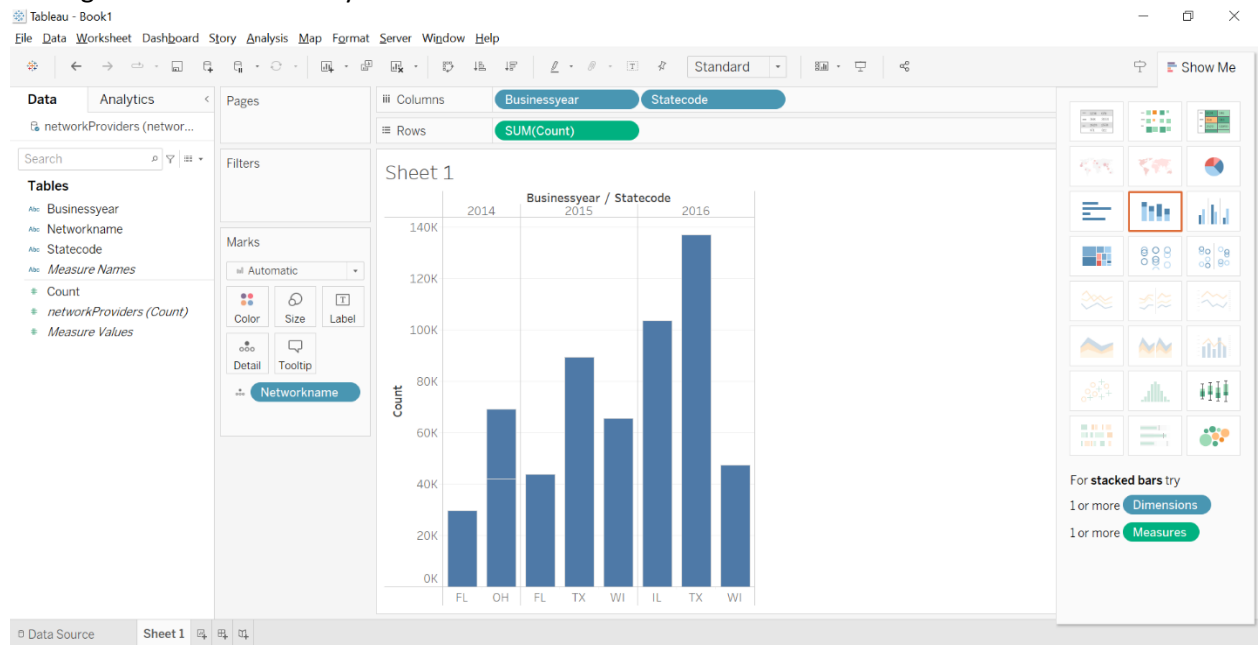 Tableau - Book1
File Data Worksheet Dashboard Story Analysis Map Format Server Window Help
Standard
Show Me
Data Analytics
networkProviders (networ...
Search
Tables
Abc Businessyear
Abc Networkname
Abc Statecode
Abc Measure Names
# Count
# networkProviders (Count)
# Measure Values
Pages
Filters
Marks
Automatic
Color Size Label
Detail Tooltip
Networkname
Columns Businessyear Statecode
Rows SUM(Count)
Sheet 1
Businessyear / Statecode
2014 2015 2016
140K
120K
100K
80K
60K
40K
20K
0K
Count
FL OH FL TX WI IL TX WI
For stacked bars try
1 or more Dimensions
1 or more Measures
Data Source Sheet 1